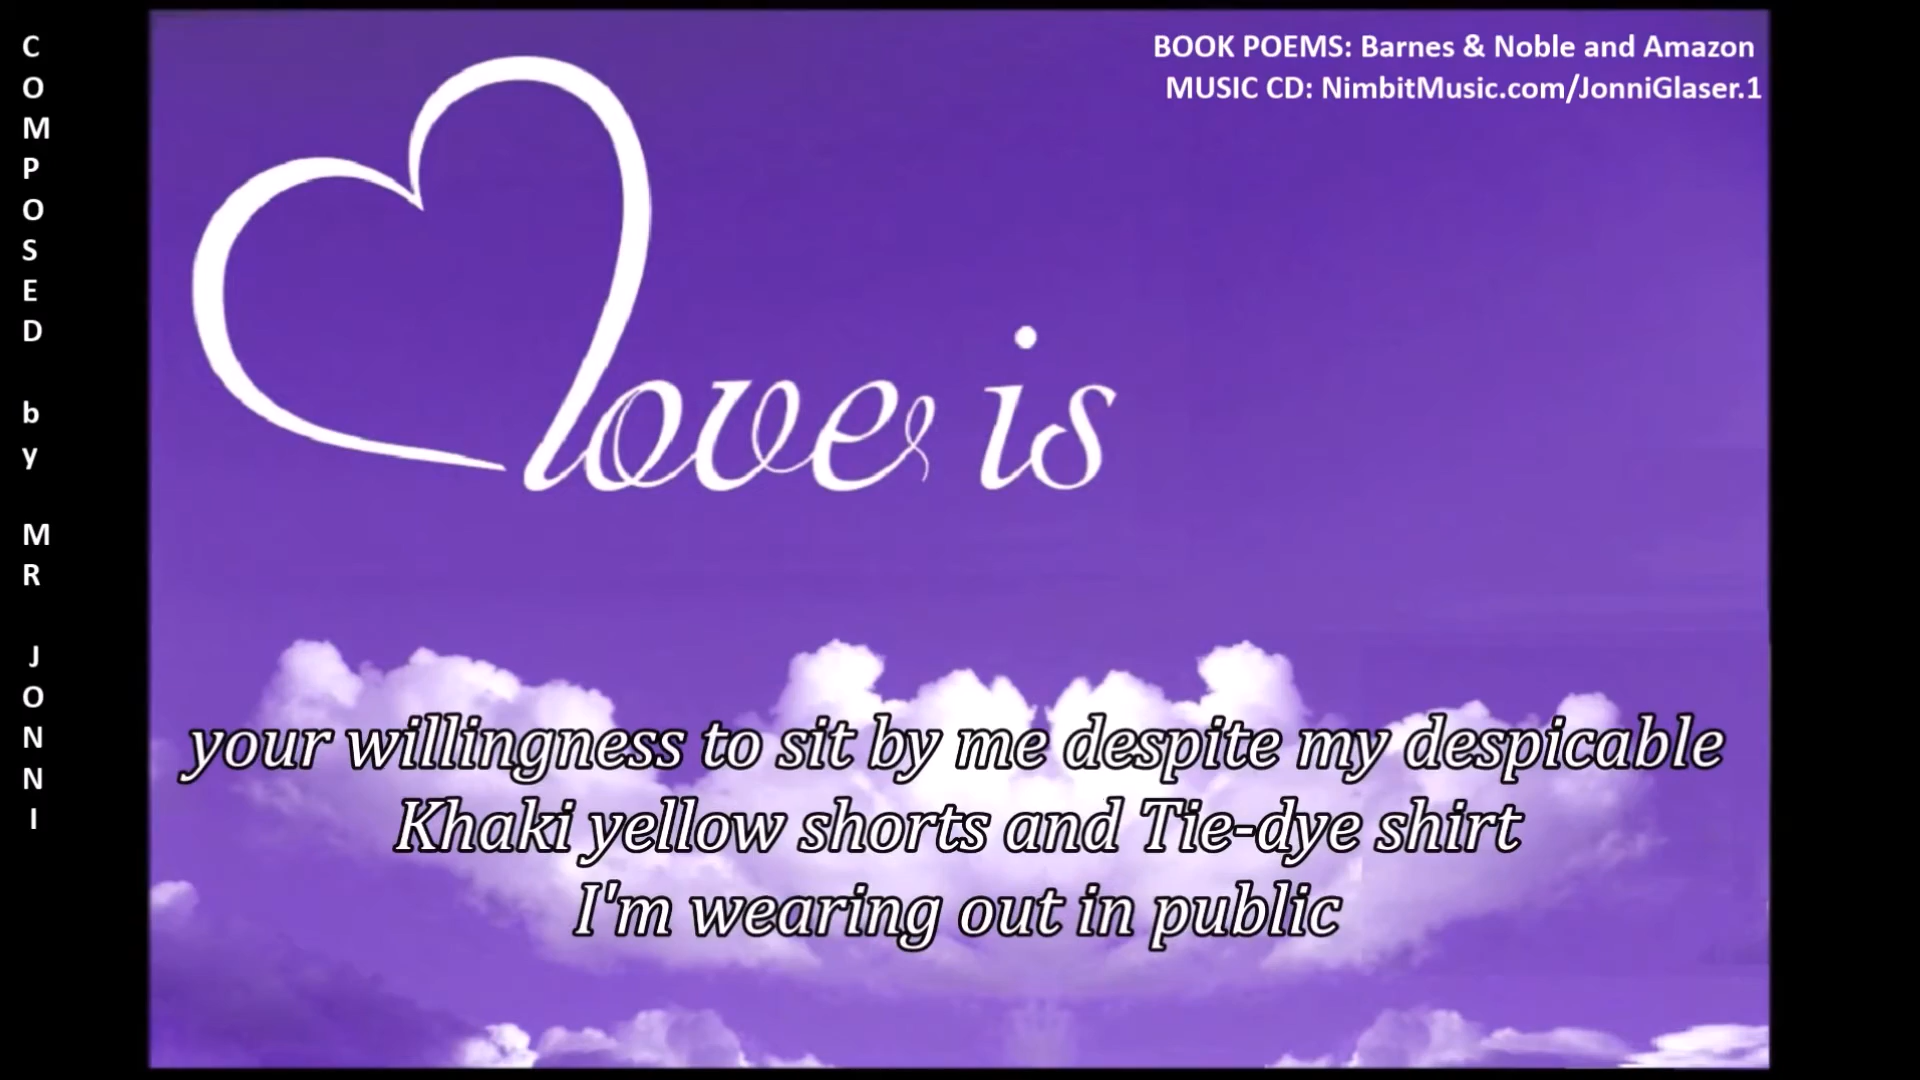 COMPOSED by MR JONNI
BOOK POEMS: Barnes & Noble and Amazon
MUSIC CD: NimbitMusic.com/JonniGlaser.1
love is
your willingness to sit by me despite my despicable
Khaki yellow shorts and Tie-dye shirt
I'm wearing out in public